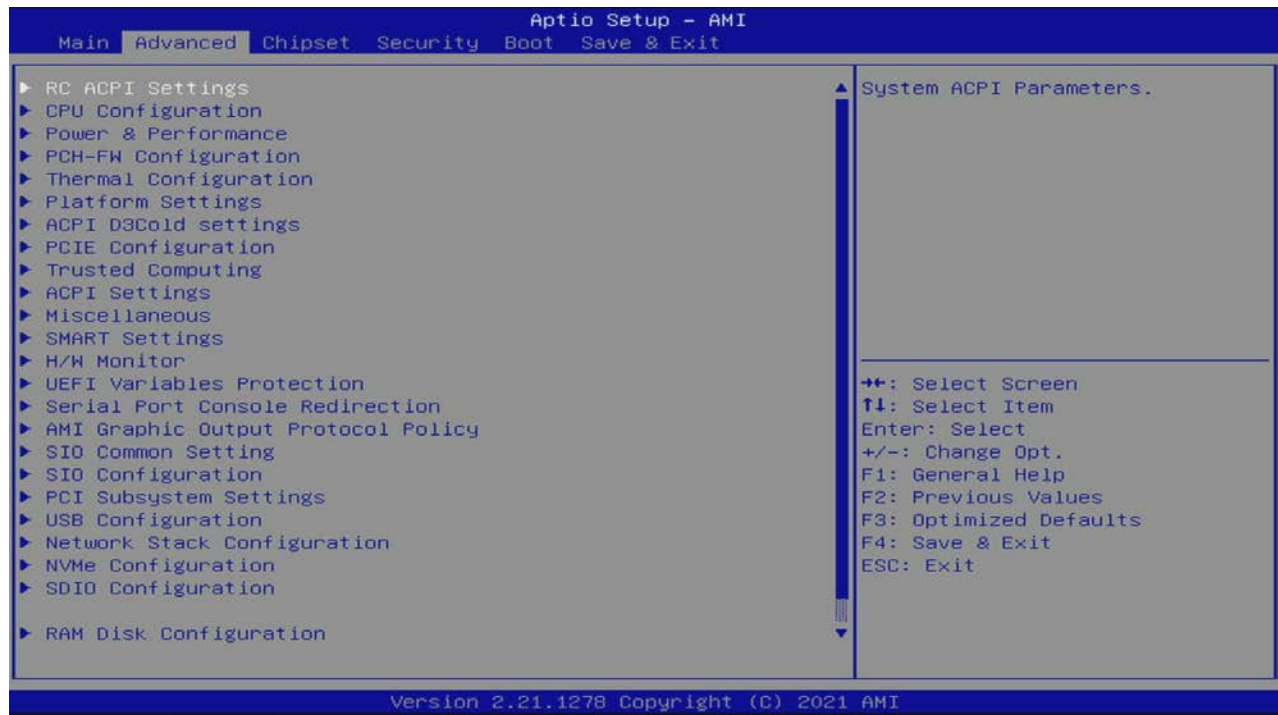 Aptio Setup – AMI
Main Advanced Chipset Security Boot Save & Exit
▶ RC ACPI Settings
▶ CPU Configuration
▶ Power & Performance
▶ PCH-FW Configuration
▶ Thermal Configuration
▶ Platform Settings
▶ ACPI D3Cold settings
▶ PCIE Configuration
▶ Trusted Computing
▶ ACPI Settings
▶ Miscellaneous
▶ SMART Settings
▶ H/W Monitor
▶ UEFI Variables Protection
▶ Serial Port Console Redirection
▶ AMI Graphic Output Protocol Policy
▶ SIO Common Setting
▶ SIO Configuration
▶ PCI Subsystem Settings
▶ USB Configuration
▶ Network Stack Configuration
▶ NVMe Configuration
▶ SDIO Configuration
▶ RAM Disk Configuration
System ACPI Parameters.
→←: Select Screen
↑↓: Select Item
Enter: Select
+/-: Change Opt.
F1: General Help
F2: Previous Values
F3: Optimized Defaults
F4: Save & Exit
ESC: Exit
Version 2.21.1278 Copyright (C) 2021 AMI